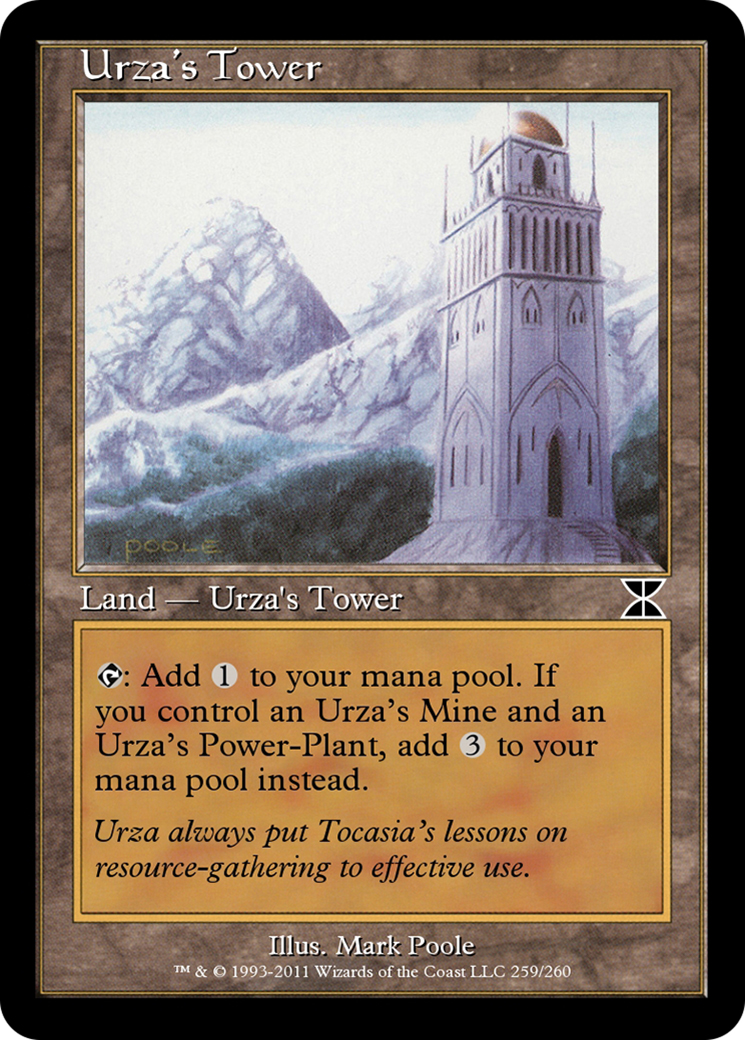 Urza's Tower
POOLE
Land — Urza's Tower
: Add 1 to your mana pool. If
you control an Urza's Mine and an
Urza's Power-Plant, add 3 to your
mana pool instead.
Urza always put Tocasia's lessons on
resource-gathering to effective use.
Illus. Mark Poole
™ & © 1993-2011 Wizards of the Coast LLC 259/260